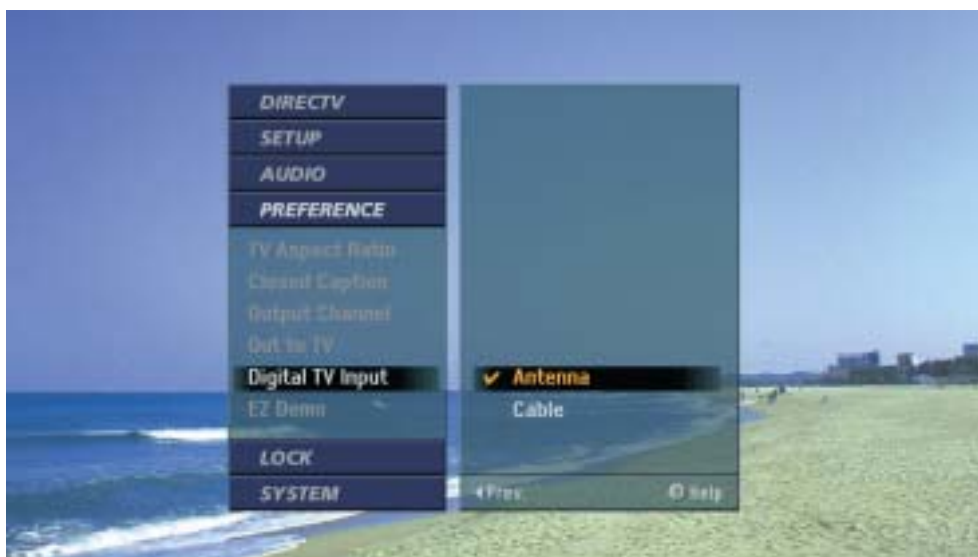 DIRECTV
SETUP
AUDIO
PREFERENCE
TV Aspect Ratio
Closed Caption
Output Channel
Out to TV
Digital TV Input
✓ Antenna
EZ Demo
Cable
LOCK
SYSTEM
Prev
Help